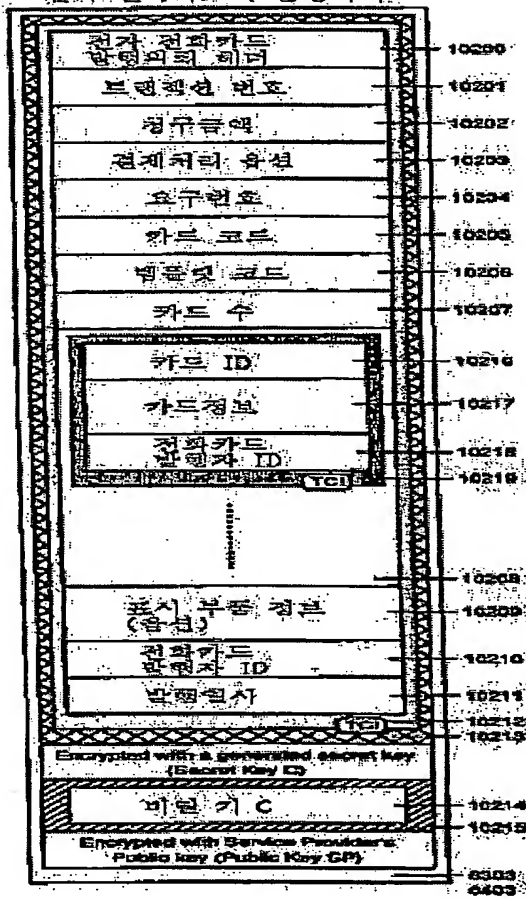 전자 전화카드
발행의뢰 헤더
10200
트랜잭션 번호
10201
청구금액
10202
결제처리 옵션
10203
요구번호
10204
카드 코드
10205
템플릿 코드
10206
카드 수
10207
카드 ID
10216
카드정보
10217
전화카드
발행자 ID
10218
TCI
10219
10208
표시 부품 정보
(옵션)
10209
전화카드
발행자 ID
10210
발행일시
10211
TCI
10212
10213
Encrypted with a generated secret key
(Secret Key C)
비밀 키 C
10214
10215
Encrypted with Service Provider's
Public key (Public Key SP)
8303
8403